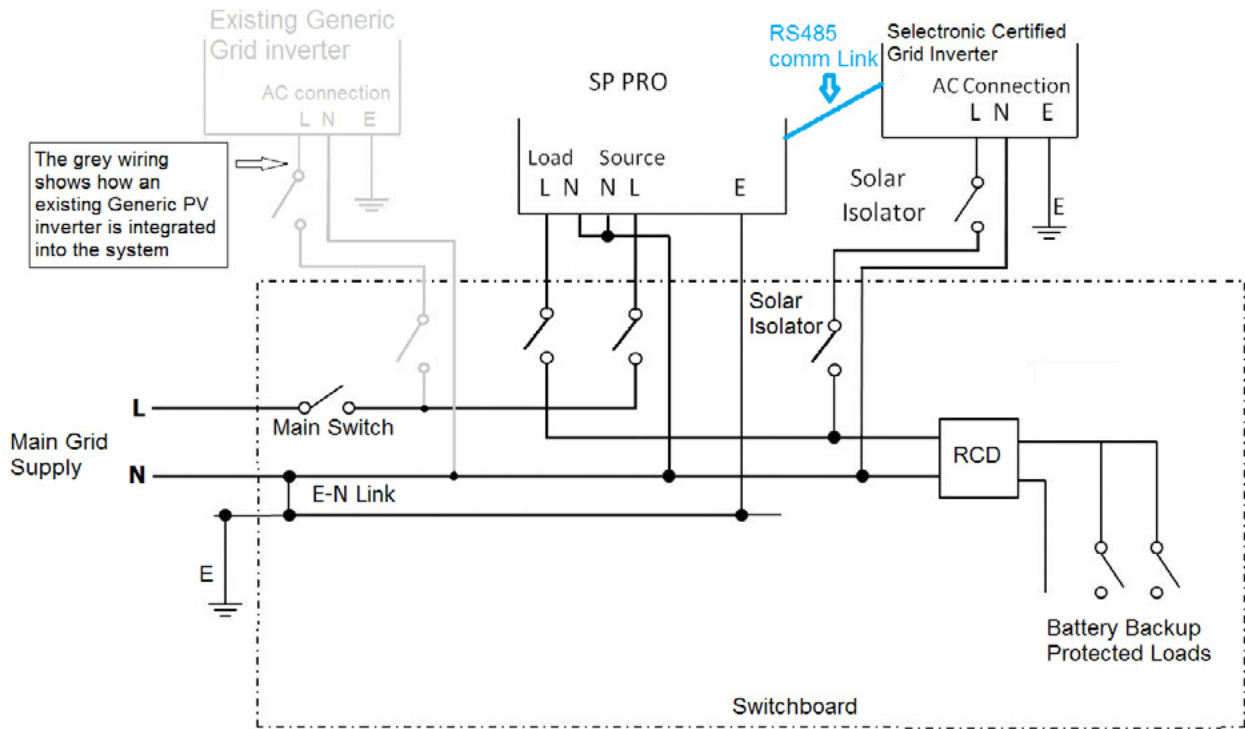 Existing Generic
Grid inverter
AC connection
L N E
The grey wiring
shows how an
existing Generic PV
inverter is integrated
into the system
SP PRO
Load Source
L N N L E
RS485
comm Link
Selectronic Certified
Grid Inverter
AC Connection
L N E
Solar
Isolator
E
Solar
Isolator
L
Main Switch
Main Grid
Supply
N
E-N Link
RCD
E
Battery Backup
Protected Loads
Switchboard